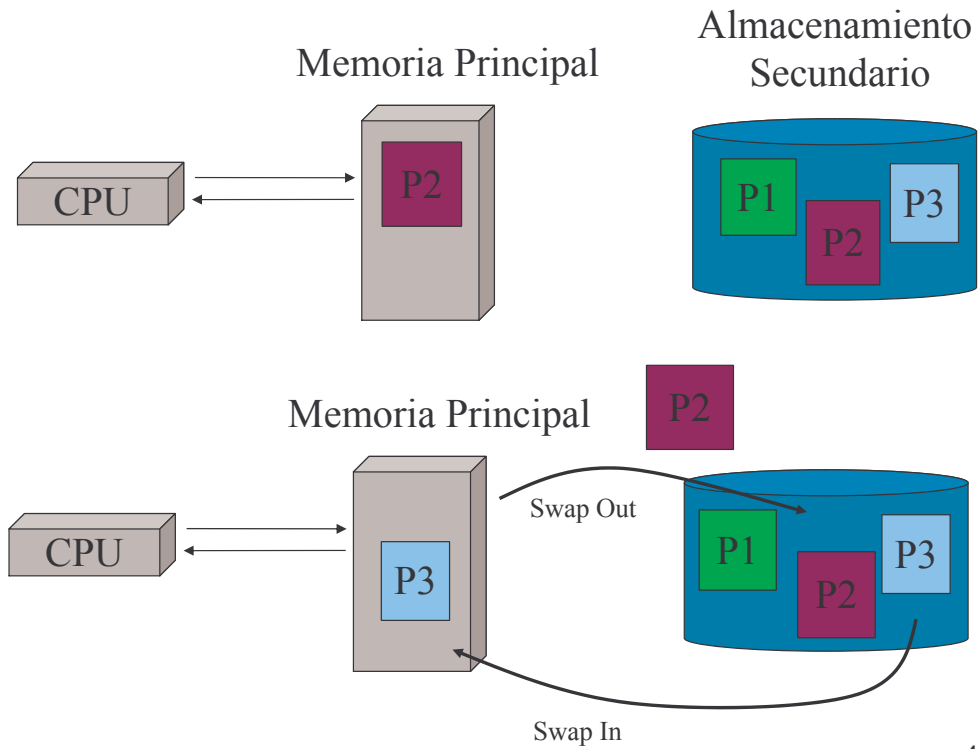 Almacenamiento
Secundario
Memoria Principal
CPU
P2
P1
P2
P3
Memoria Principal
P2
Swap Out
CPU
P3
P1
P2
P3
Swap In